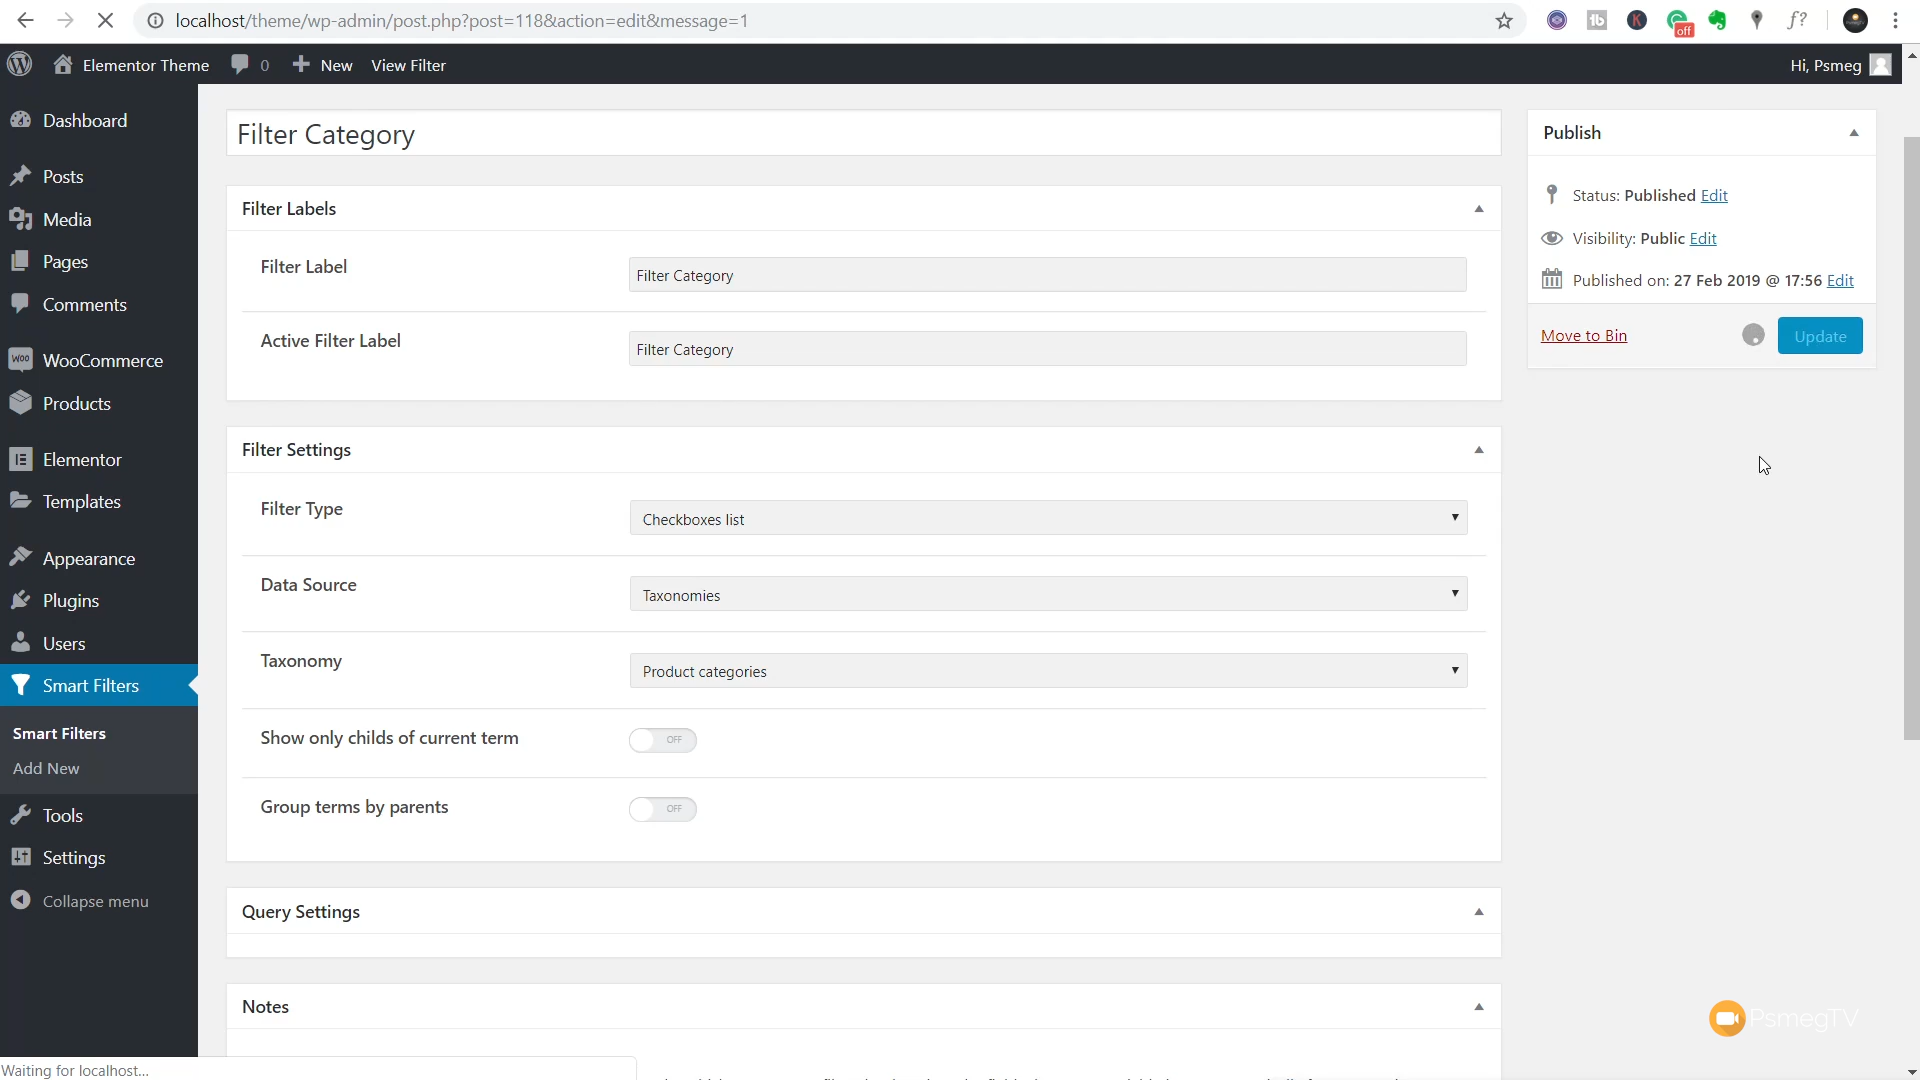 localhost/theme/wp-admin/post.php?post=118&action=edit&message=1
off
f?
Elementor Theme
0
New
View Filter
Hi, Psmeg
Dashboard
Posts
Media
Pages
Comments
WooCommerce
Products
Elementor
Templates
Appearance
Plugins
Users
Smart Filters
Smart Filters
Add New
Tools
Settings
Collapse menu
Filter Category
Filter Labels
Filter Label
Filter Category
Active Filter Label
Filter Category
Filter Settings
Filter Type
Checkboxes list
Data Source
Taxonomies
Taxonomy
Product categories
Show only childs of current term
OFF
Group terms by parents
OFF
Query Settings
Notes
Publish
Status: Published Edit
Visibility: Public Edit
Published on: 27 Feb 2019 @ 17:56 Edit
Move to Bin
Update
PsmegTV
Waiting for localhost...